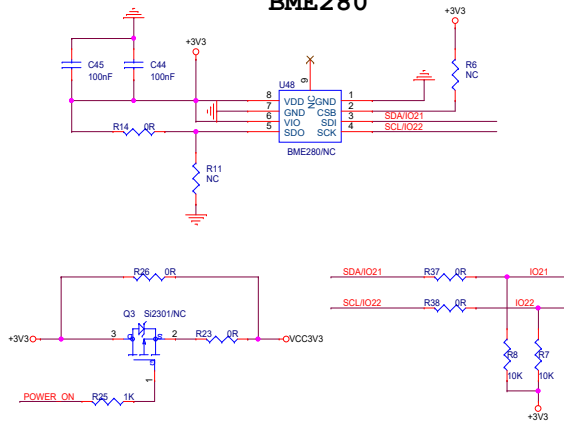 BME280
+3V3
+3V3
C45
100nF
C44
100nF
R6
NC
U48
9
NC
8 VDD GND 1
7 GND CSB 2
6 VIO SDI 3 SDA/IO21
5 SDO SCK 4 SCL/IO22
BME280/NC
R14 0R
R11
NC
R26 0R
SDA/IO21 R37 0R IO21
SCL/IO22 R38 0R IO22
Q3 Si2301/NC
+3V3 3 2 R23 0R VCC3V3
1
R8
10K
R7
10K
POWER_ON R25 1K
+3V3